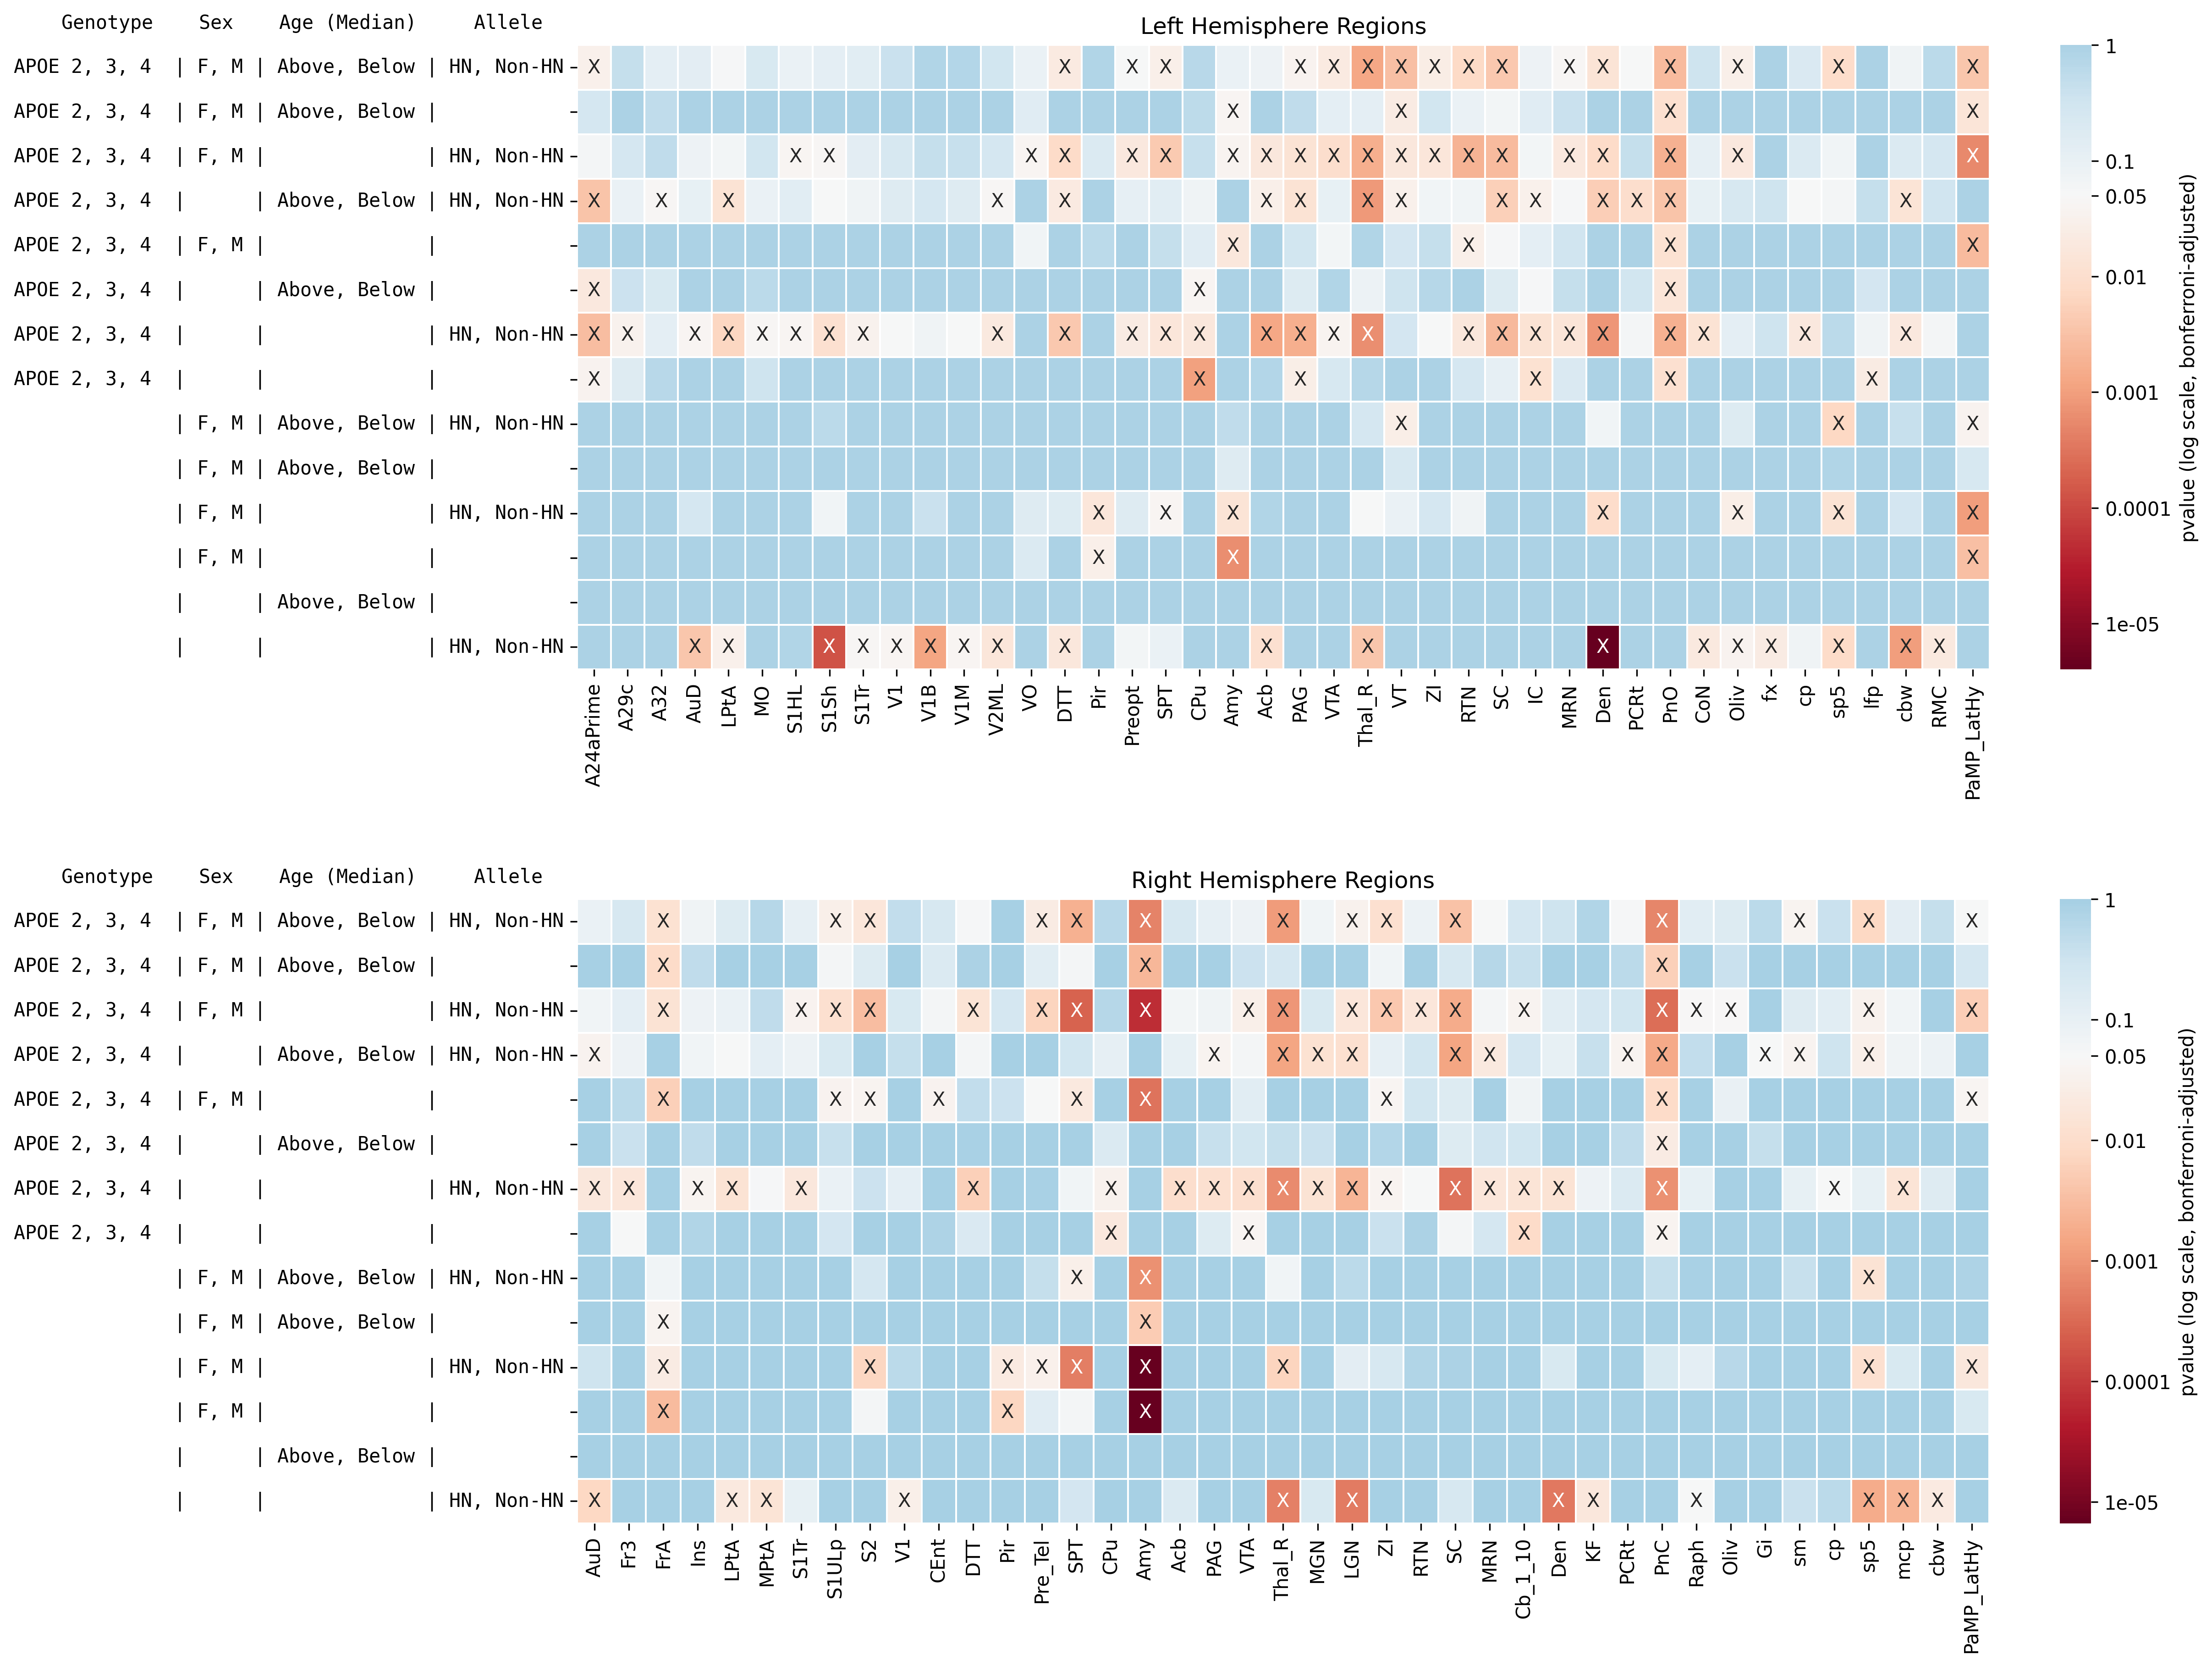 Genotype Sex Age (Median) Allele
Left Hemisphere Regions
APOE 2, 3, 4 | F, M | Above, Below | HN, Non-HN X X X X X X X X X X X X X X X X X
APOE 2, 3, 4 | F, M | Above, Below | X X X X
APOE 2, 3, 4 | F, M | | HN, Non-HN X X X X X X X X X X X X X X X X X X X X
APOE 2, 3, 4 | | Above, Below | HN, Non-HN X X X X X X X X X X X X X X X
APOE 2, 3, 4 | F, M | | X X X X
APOE 2, 3, 4 | | Above, Below | X X X
APOE 2, 3, 4 | | | HN, Non-HN X X X X X X X X X X X X X X X X X X X X X X X X X X
APOE 2, 3, 4 | | | X X X X X X
| F, M | Above, Below | HN, Non-HN X X X
| F, M | Above, Below |
| F, M | | HN, Non-HN X X X X X X X
| F, M | | X X X
| | Above, Below |
| | | HN, Non-HN X X X X X X X X X X X X X X X X X X
A24aPrime A29c A32 AuD LPtA MO S1HL S1Sh S1Tr V1 V1B V1M V2ML VO DTT Pir Preopt SPT CPu Amy Acb PAG VTA Thal_R VT ZI RTN SC IC MRN Den PCRt PnO CoN Oliv fx cp sp5 lfp cbw RMC PaMP_LatHy
1
0.1
0.05
0.01
0.001
0.0001
1e-05
pvalue (log scale, bonferroni-adjusted)
Genotype Sex Age (Median) Allele
Right Hemisphere Regions
APOE 2, 3, 4 | F, M | Above, Below | HN, Non-HN X X X X X X X X X X X X X X
APOE 2, 3, 4 | F, M | Above, Below | X X X
APOE 2, 3, 4 | F, M | | HN, Non-HN X X X X X X X X X X X X X X X X X X X X
APOE 2, 3, 4 | | Above, Below | HN, Non-HN X X X X X X X X X X X X
APOE 2, 3, 4 | F, M | | X X X X X X X X X
APOE 2, 3, 4 | | Above, Below | X
APOE 2, 3, 4 | | | HN, Non-HN X X X X X X X X X X X X X X X X X X X X X
APOE 2, 3, 4 | | | X X X X
| F, M | Above, Below | HN, Non-HN X X X
| F, M | Above, Below | X X
| F, M | | HN, Non-HN X X X X X X X X X
| F, M | | X X X
| | Above, Below |
| | | HN, Non-HN X X X X X X X X X X X X
AuD Fr3 FrA Ins LPtA MPtA S1Tr S1ULp S2 V1 CEnt DTT Pir Pre_Tel SPT CPu Amy Acb PAG VTA Thal_R MGN LGN ZI RTN SC MRN Cb_1_10 Den KF PCRt PnC Raph Oliv Gi sm cp sp5 mcp cbw PaMP_LatHy
1
0.1
0.05
0.01
0.001
0.0001
1e-05
pvalue (log scale, bonferroni-adjusted)